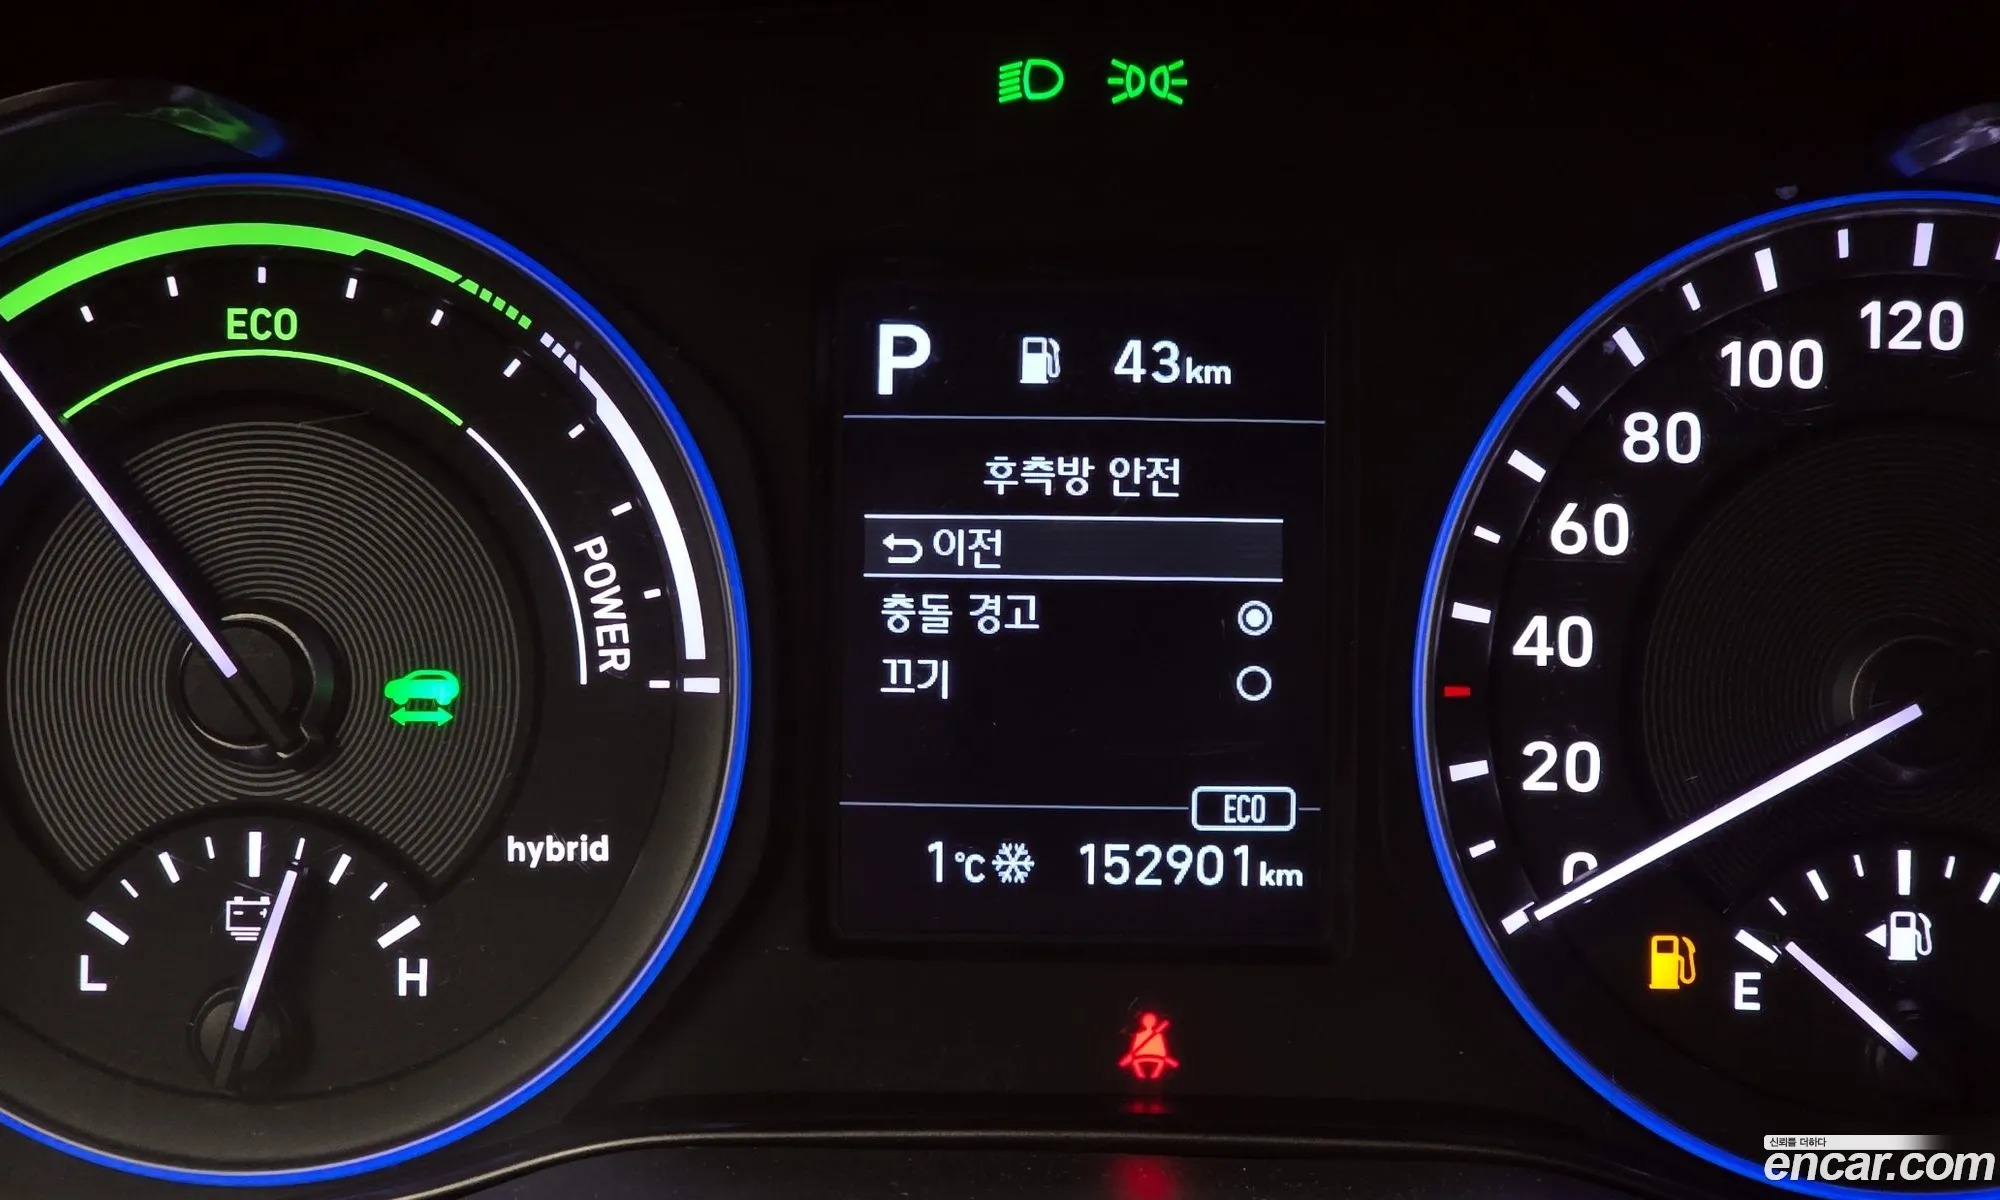 ECO
POWER
hybrid
L
H
P 43km
후측방 안전
이전
충돌 경고
끄기
ECO
1℃ 152901km
120
100
80
60
40
20
0
E
신뢰를 더하다
encar.com